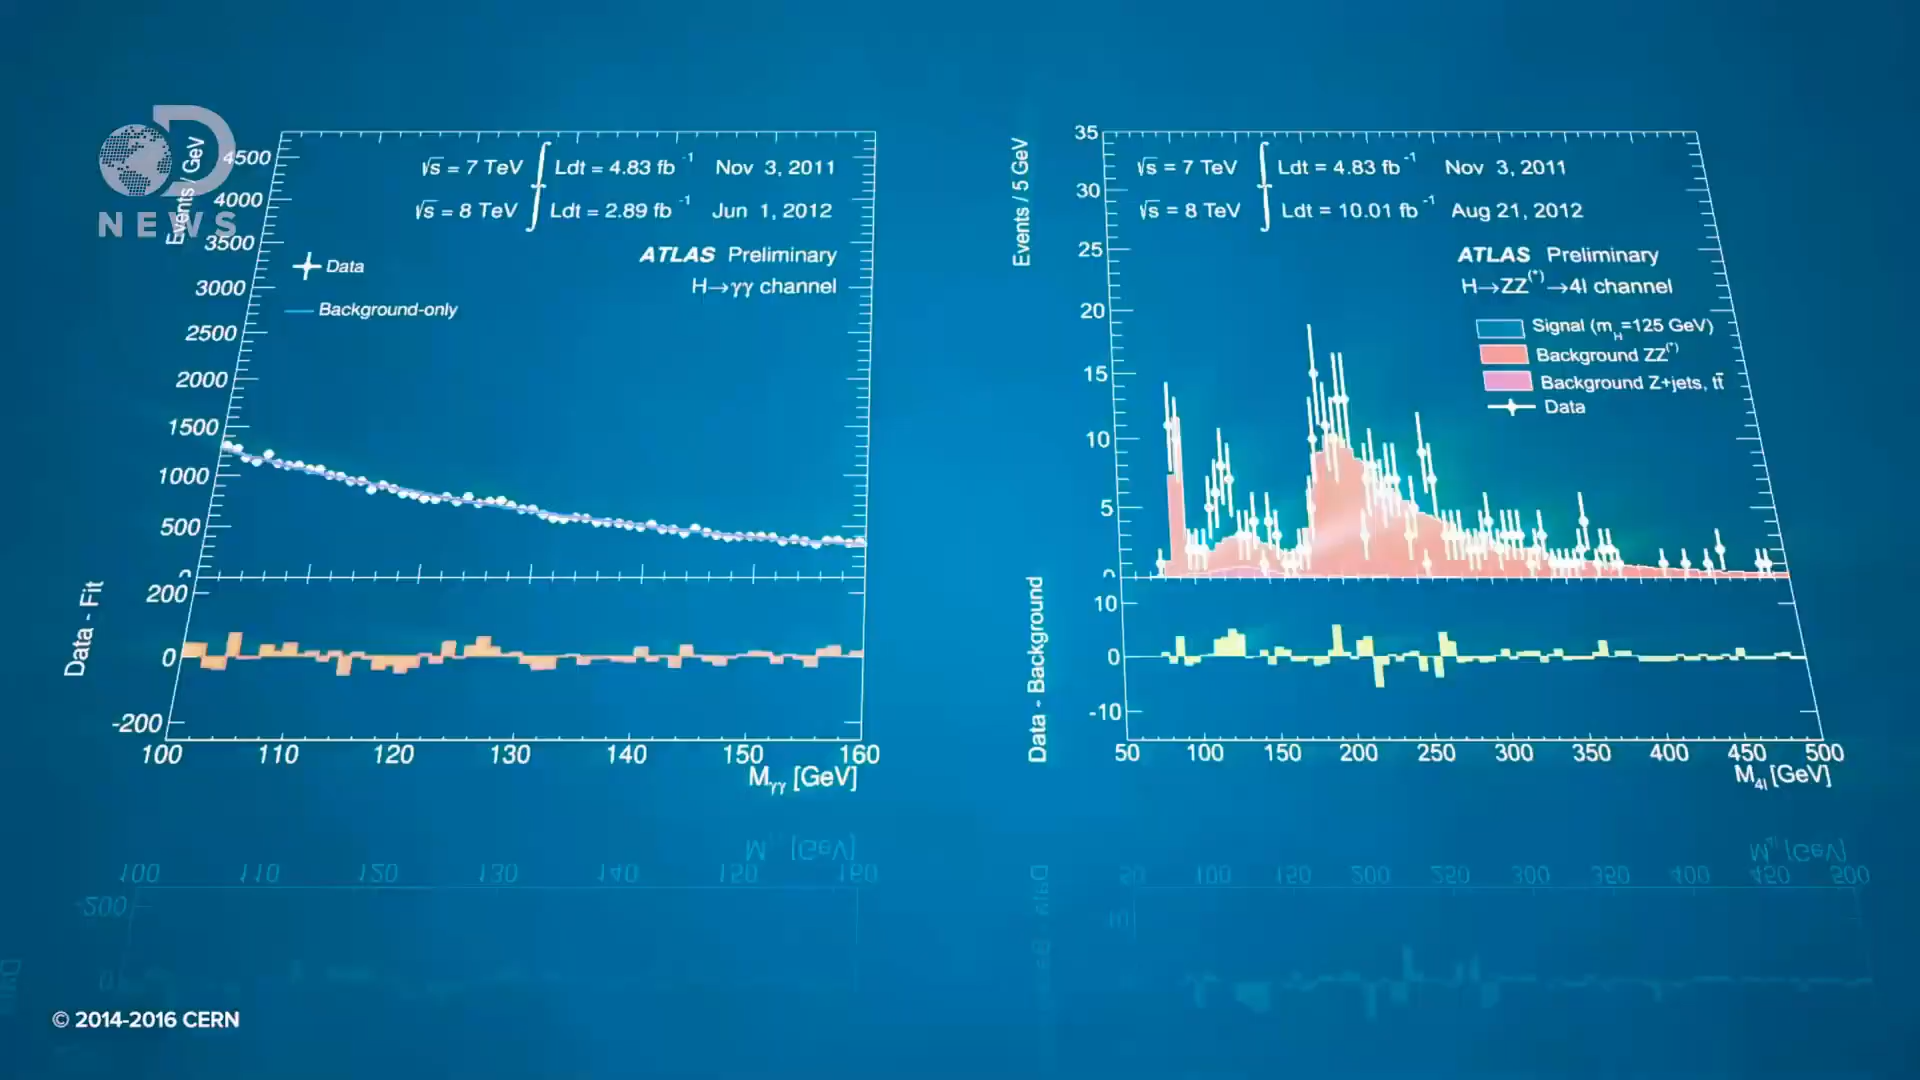 NEWS
Events / GeV
4500
4000
3500
3000
2500
2000
1500
1000
500
0
√s = 7 TeV ∫ Ldt = 4.83 fb⁻¹ Nov 3, 2011
√s = 8 TeV ∫ Ldt = 2.89 fb⁻¹ Jun 1, 2012
ATLAS Preliminary
H→γγ channel
Data
Background-only
Data - Fit
200
0
-200
100 110 120 130 140 150 160
Mγγ [GeV]
Events / 5 GeV
35
30
25
20
15
10
5
0
√s = 7 TeV ∫ Ldt = 4.83 fb⁻¹ Nov 3, 2011
√s = 8 TeV ∫ Ldt = 10.01 fb⁻¹ Aug 21, 2012
ATLAS Preliminary
H→ZZ(*)→4l channel
Signal (mH=125 GeV)
Background ZZ(*)
Background Z+jets, tt̄
Data
Data - Background
10
0
-10
50 100 150 200 250 300 350 400 450 500
M4l [GeV]
© 2014-2016 CERN